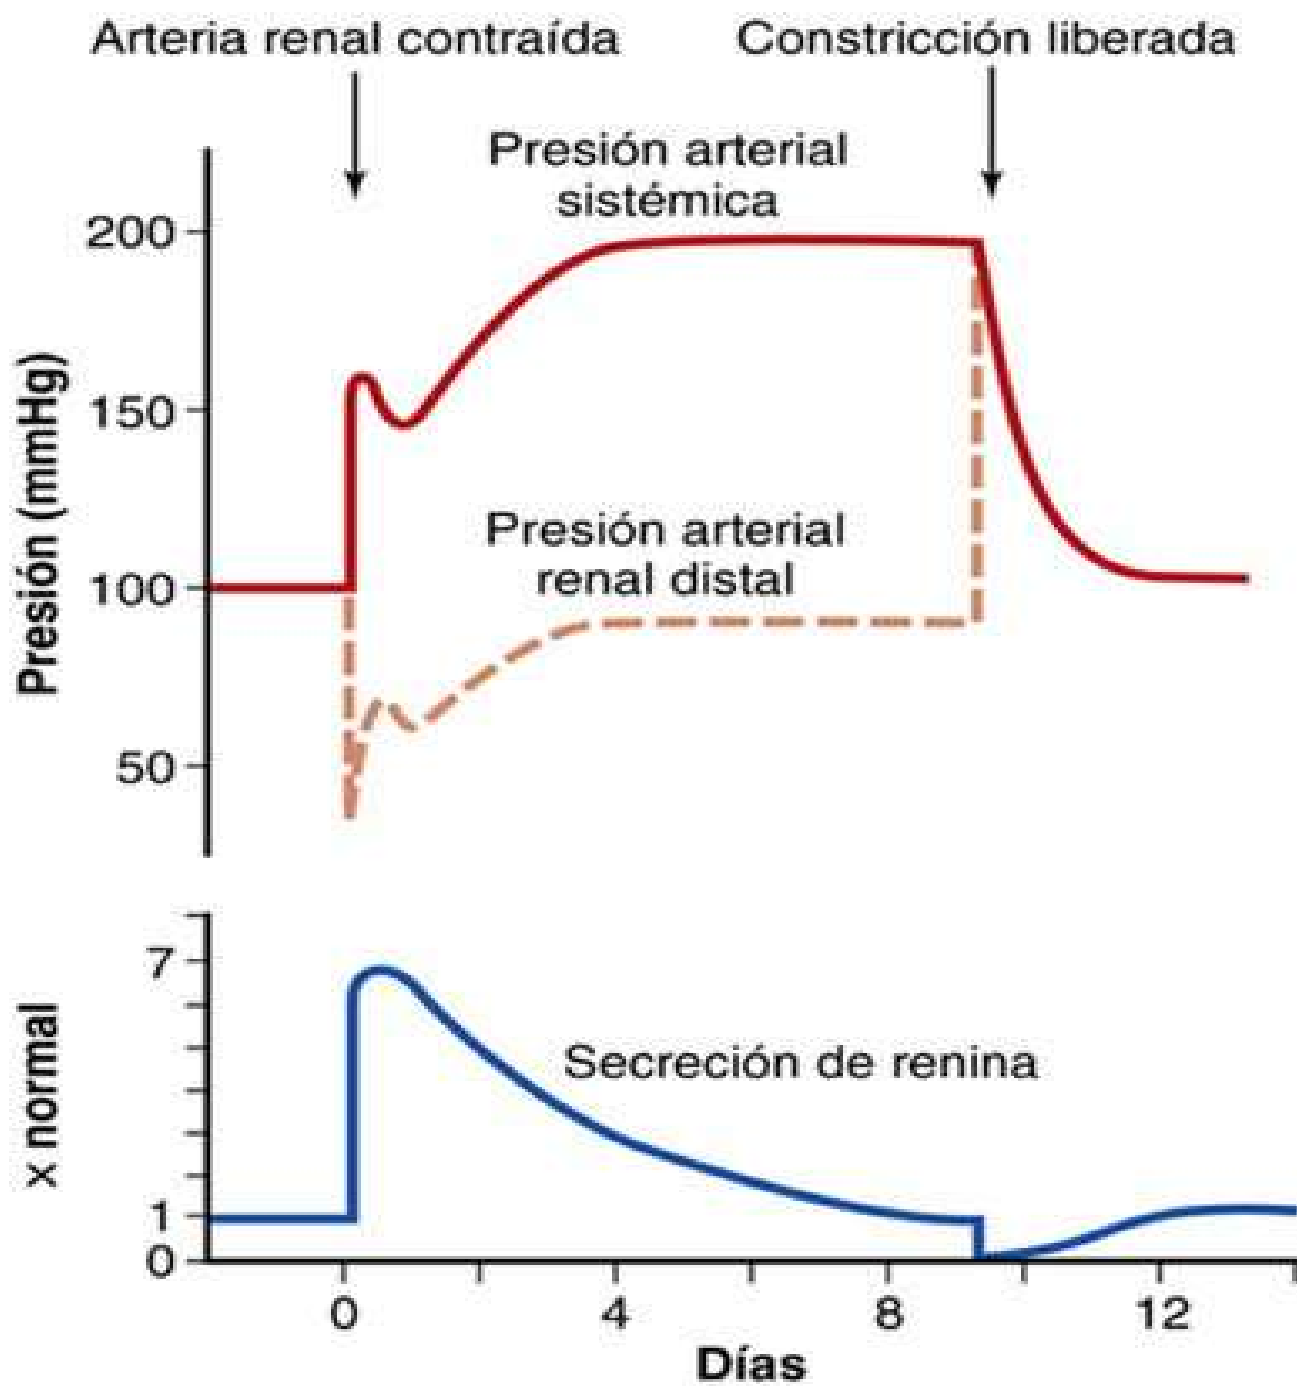 Arteria renal contraída
Constricción liberada
Presión arterial
sistémica
200
150
100
50
Presión (mmHg)
Presión arterial
renal distal
7
1
0
x normal
Secreción de renina
0
4
8
12
Días